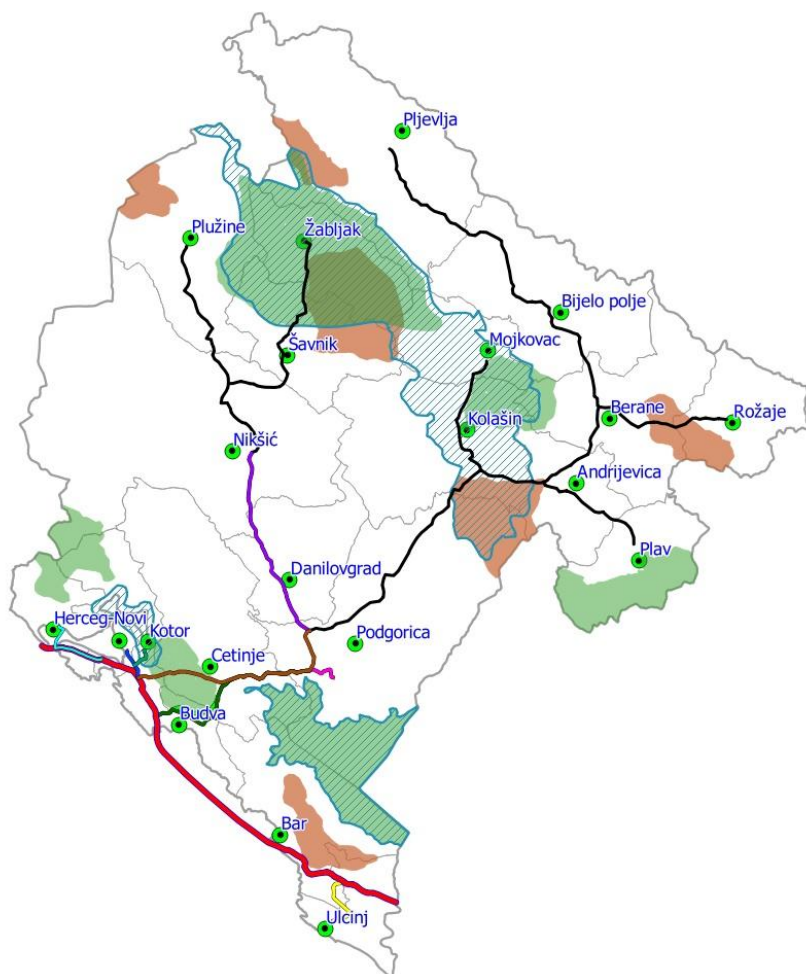 Pljevlja
Plužine
Žabljak
Bijelo polje
Šavnik
Mojkovac
Kolašin
Berane
Rožaje
Nikšić
Andrijevica
Plav
Danilovgrad
Herceg-Novi
Kotor
Podgorica
Cetinje
Budva
Bar
Ulcinj